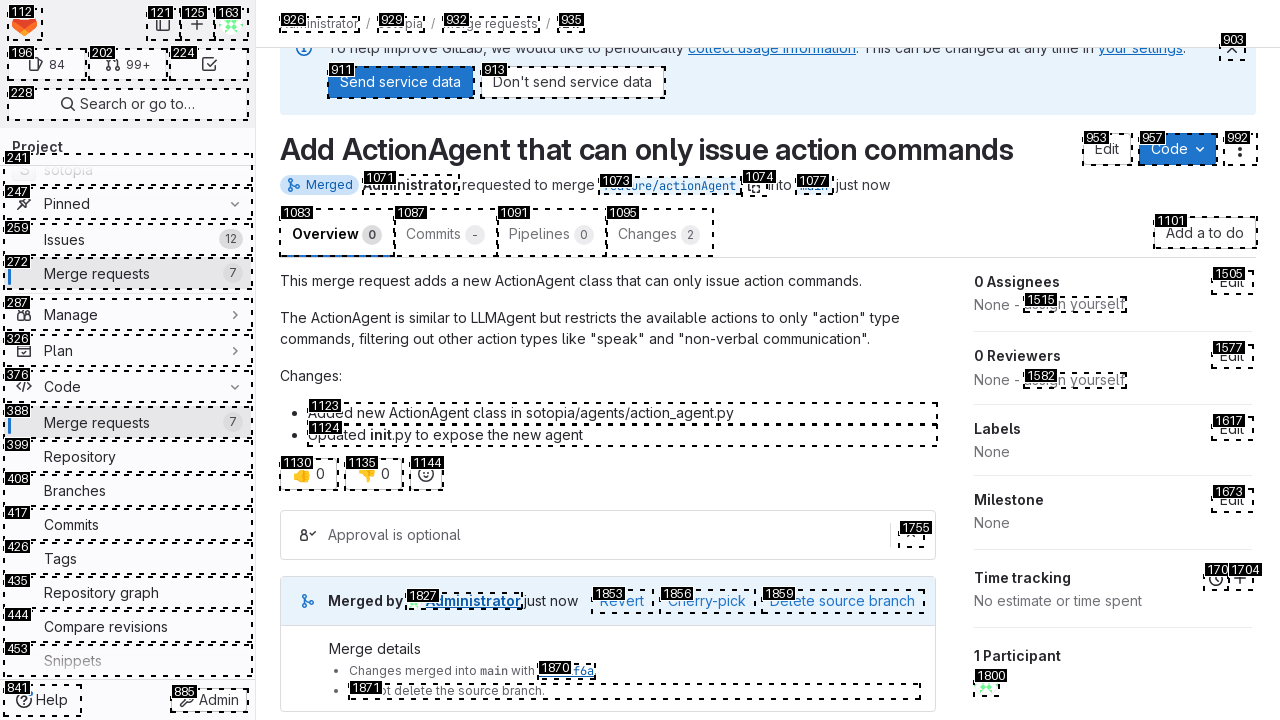 112
121
125
163
196
84
202
99+
224
228
Search or go to…
Project
241
S sotopia
247
Pinned
259
Issues 12
272
Merge requests 7
287
Manage
326
Plan
376
Code
388
Merge requests 7
399
Repository
408
Branches
417
Commits
426
Tags
435
Repository graph
444
Compare revisions
453
Snippets
841
Help
885
Admin
926 / 929 / 932 Merge requests / 935
To help improve GitLab, we would like to periodically collect usage information. This can be changed at any time in your settings.
903
911
Send service data
913
Don't send service data
Add ActionAgent that can only issue action commands
953
Edit
957
Code
992
Merged 1071 Administrator requested to merge 1073 feature/actionAgent 1074 into 1077 main just now
1083
Overview 0
1087
Commits -
1091
Pipelines 0
1095
Changes 2
1101
Add a to do
This merge request adds a new ActionAgent class that can only issue action commands.
The ActionAgent is similar to LLMAgent but restricts the available actions to only "action" type
commands, filtering out other action types like "speak" and "non-verbal communication".
Changes:
1123
Added new ActionAgent class in sotopia/agents/action_agent.py
1124
Updated init.py to expose the new agent
1130
0
1135
0
1144
Approval is optional
1755
Merged by 1827 Administrator just now
1853
Revert
1856
Cherry-pick
1859
Delete source branch
Merge details
Changes merged into main with 1870 f6a
1871 not delete the source branch.
0 Assignees
1505
Edit
None - 1515 assign yourself
0 Reviewers
1577
Edit
None - 1582 assign yourself
Labels
1617
Edit
None
Milestone
1673
Edit
None
Time tracking
170
1704
No estimate or time spent
1 Participant
1800